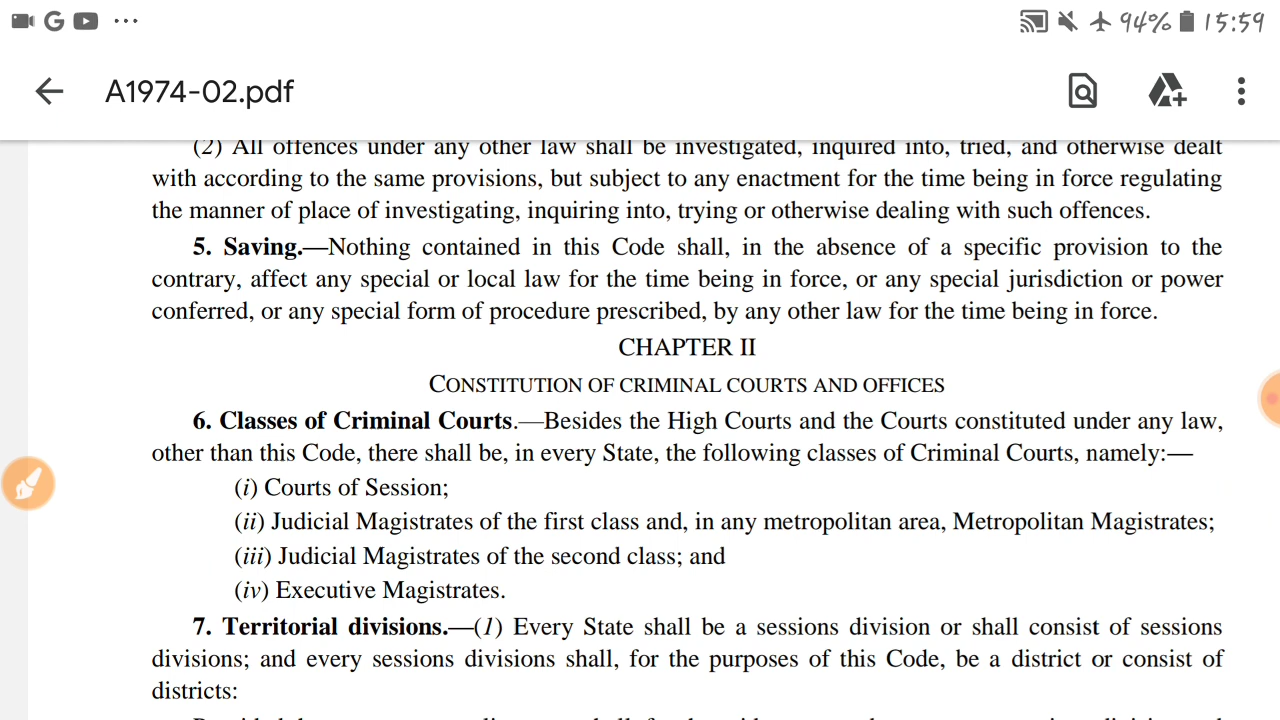 94% 15:59
A1974-02.pdf
(2) All offences under any other law shall be investigated, inquired into, tried, and otherwise dealt
with according to the same provisions, but subject to any enactment for the time being in force regulating
the manner of place of investigating, inquiring into, trying or otherwise dealing with such offences.
5. Saving.—Nothing contained in this Code shall, in the absence of a specific provision to the
contrary, affect any special or local law for the time being in force, or any special jurisdiction or power
conferred, or any special form of procedure prescribed, by any other law for the time being in force.
CHAPTER II
CONSTITUTION OF CRIMINAL COURTS AND OFFICES
6. Classes of Criminal Courts.—Besides the High Courts and the Courts constituted under any law,
other than this Code, there shall be, in every State, the following classes of Criminal Courts, namely:—
(i) Courts of Session;
(ii) Judicial Magistrates of the first class and, in any metropolitan area, Metropolitan Magistrates;
(iii) Judicial Magistrates of the second class; and
(iv) Executive Magistrates.
7. Territorial divisions.—(1) Every State shall be a sessions division or shall consist of sessions
divisions; and every sessions divisions shall, for the purposes of this Code, be a district or consist of
districts: